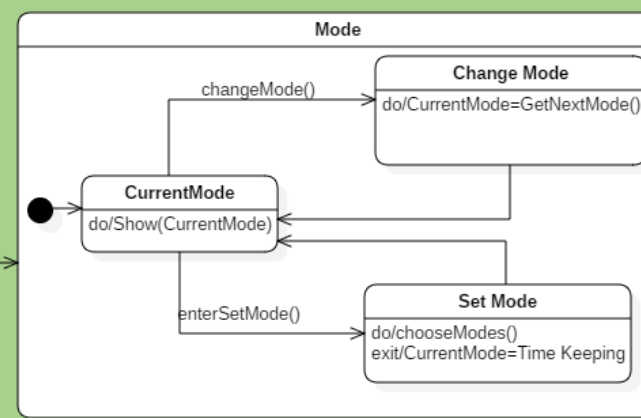 Mode
Change Mode
changeMode()
do/CurrentMode=GetNextMode()
CurrentMode
do/Show(CurrentMode)
enterSetMode()
Set Mode
do/chooseModes()
exit/CurrentMode=Time Keeping